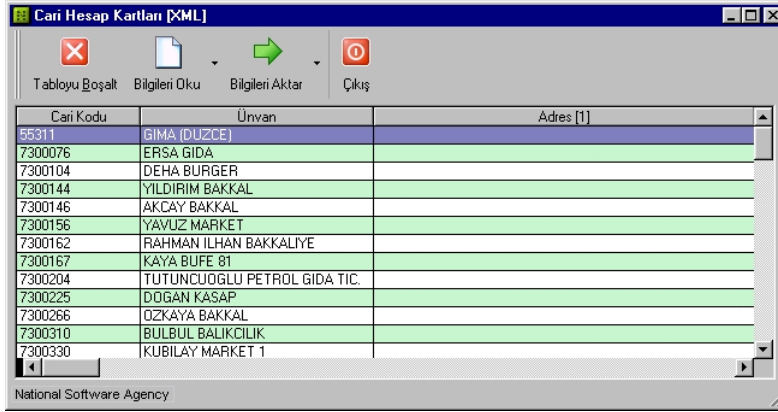 Cari Hesap Kartları [XML]
Tabloyu Boşalt Bilgileri Oku Bilgileri Aktar Çıkış
Cari Kodu Ünvan Adres [1]
55311 GIMA (DUZCE)
7300076 ERSA GIDA
7300104 DEHA BURGER
7300144 YILDIRIM BAKKAL
7300146 AKCAY BAKKAL
7300156 YAVUZ MARKET
7300162 RAHMAN ILHAN BAKKALIYE
7300167 KAYA BUFE 81
7300204 TUTUNCUOGLU PETROL GIDA TIC.
7300225 DOGAN KASAP
7300266 OZKAYA BAKKAL
7300310 BULBUL BALIKCILIK
7300330 KUBILAY MARKET 1
National Software Agency